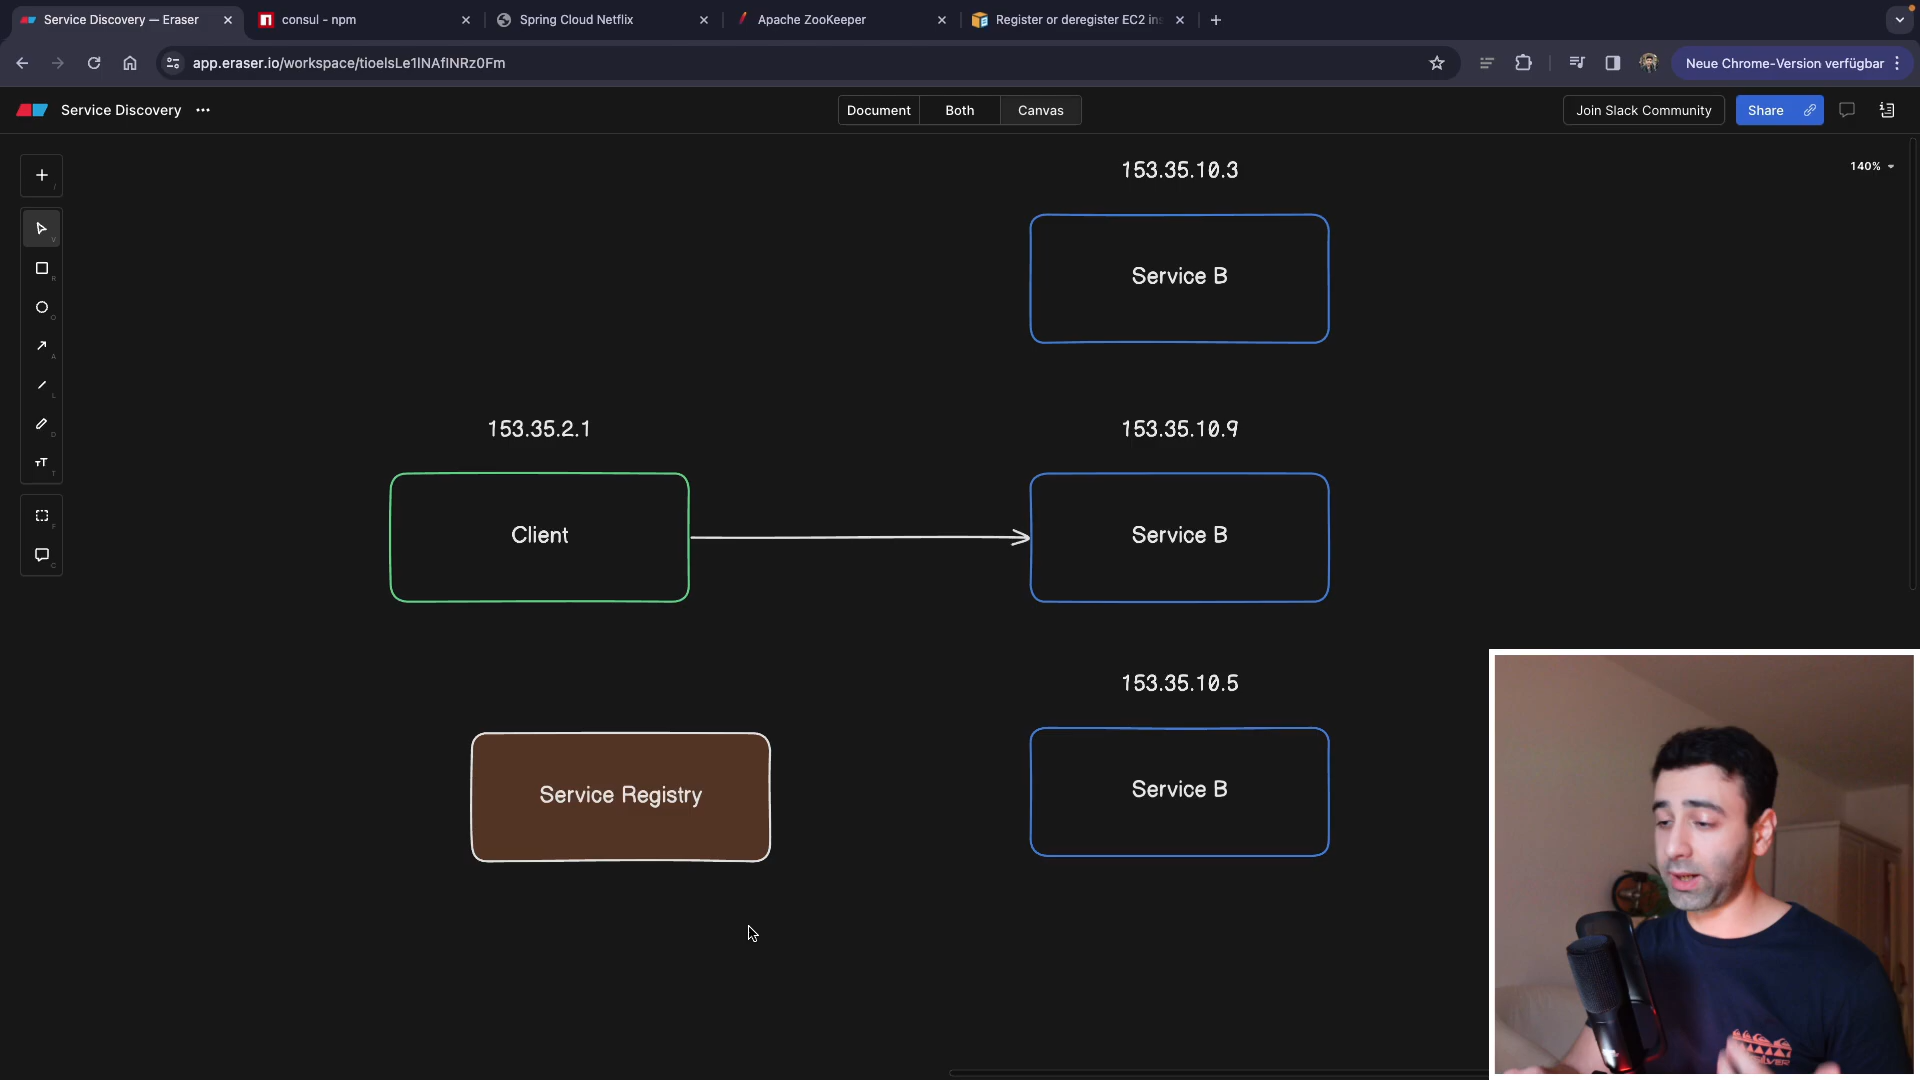 Service Discovery — Eraser
consul - npm
Spring Cloud Netflix
Apache ZooKeeper
Register or deregister EC2 ins
app.eraser.io/workspace/tioelsLe1lNAflNRz0Fm
Neue Chrome-Version verfügbar
Service Discovery
Document
Both
Canvas
Join Slack Community
Share
140%
153.35.10.3
Service B
153.35.2.1
153.35.10.9
Client
Service B
153.35.10.5
Service Registry
Service B